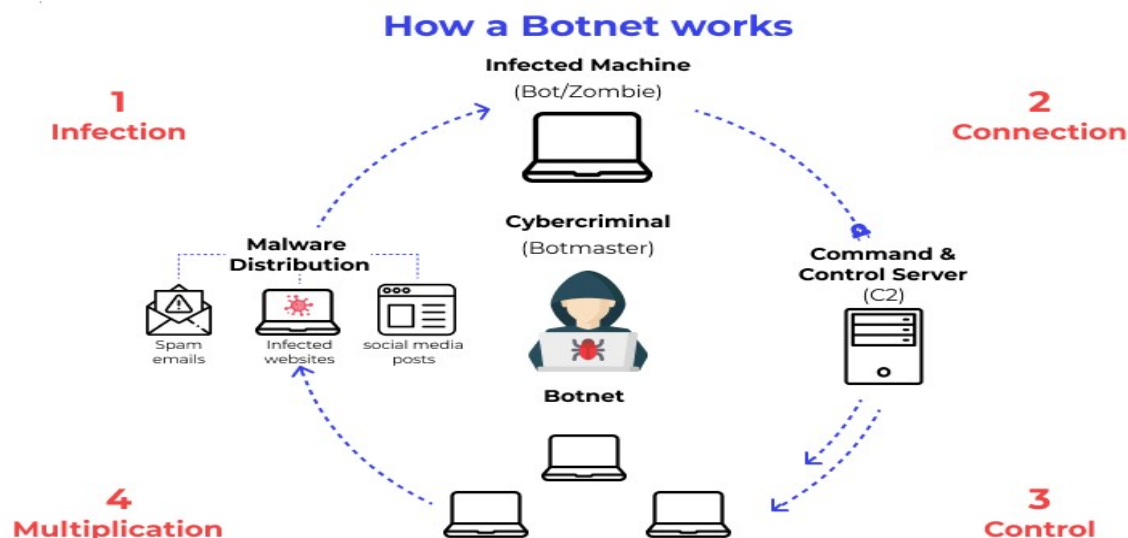 How a Botnet works
Infected Machine
(Bot/Zombie)
1
Infection
2
Connection
Cybercriminal
(Botmaster)
Malware
Distribution
Spam
emails
Infected
websites
social media
posts
Command &
Control Server
(C2)
Botnet
4
Multiplication
3
Control